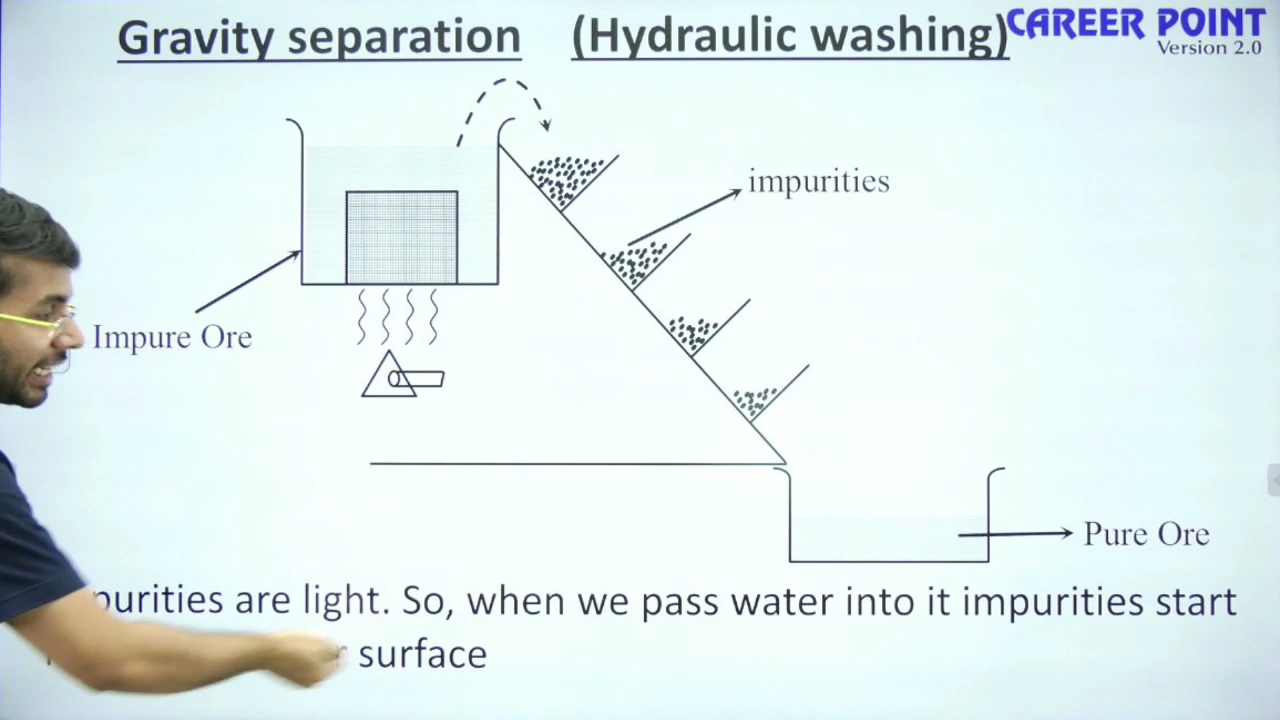 Gravity separation (Hydraulic washing)
CAREER POINT
Version 2.0
impurities
Impure Ore
Pure Ore
are light. So, when we pass water into it impurities start
surface